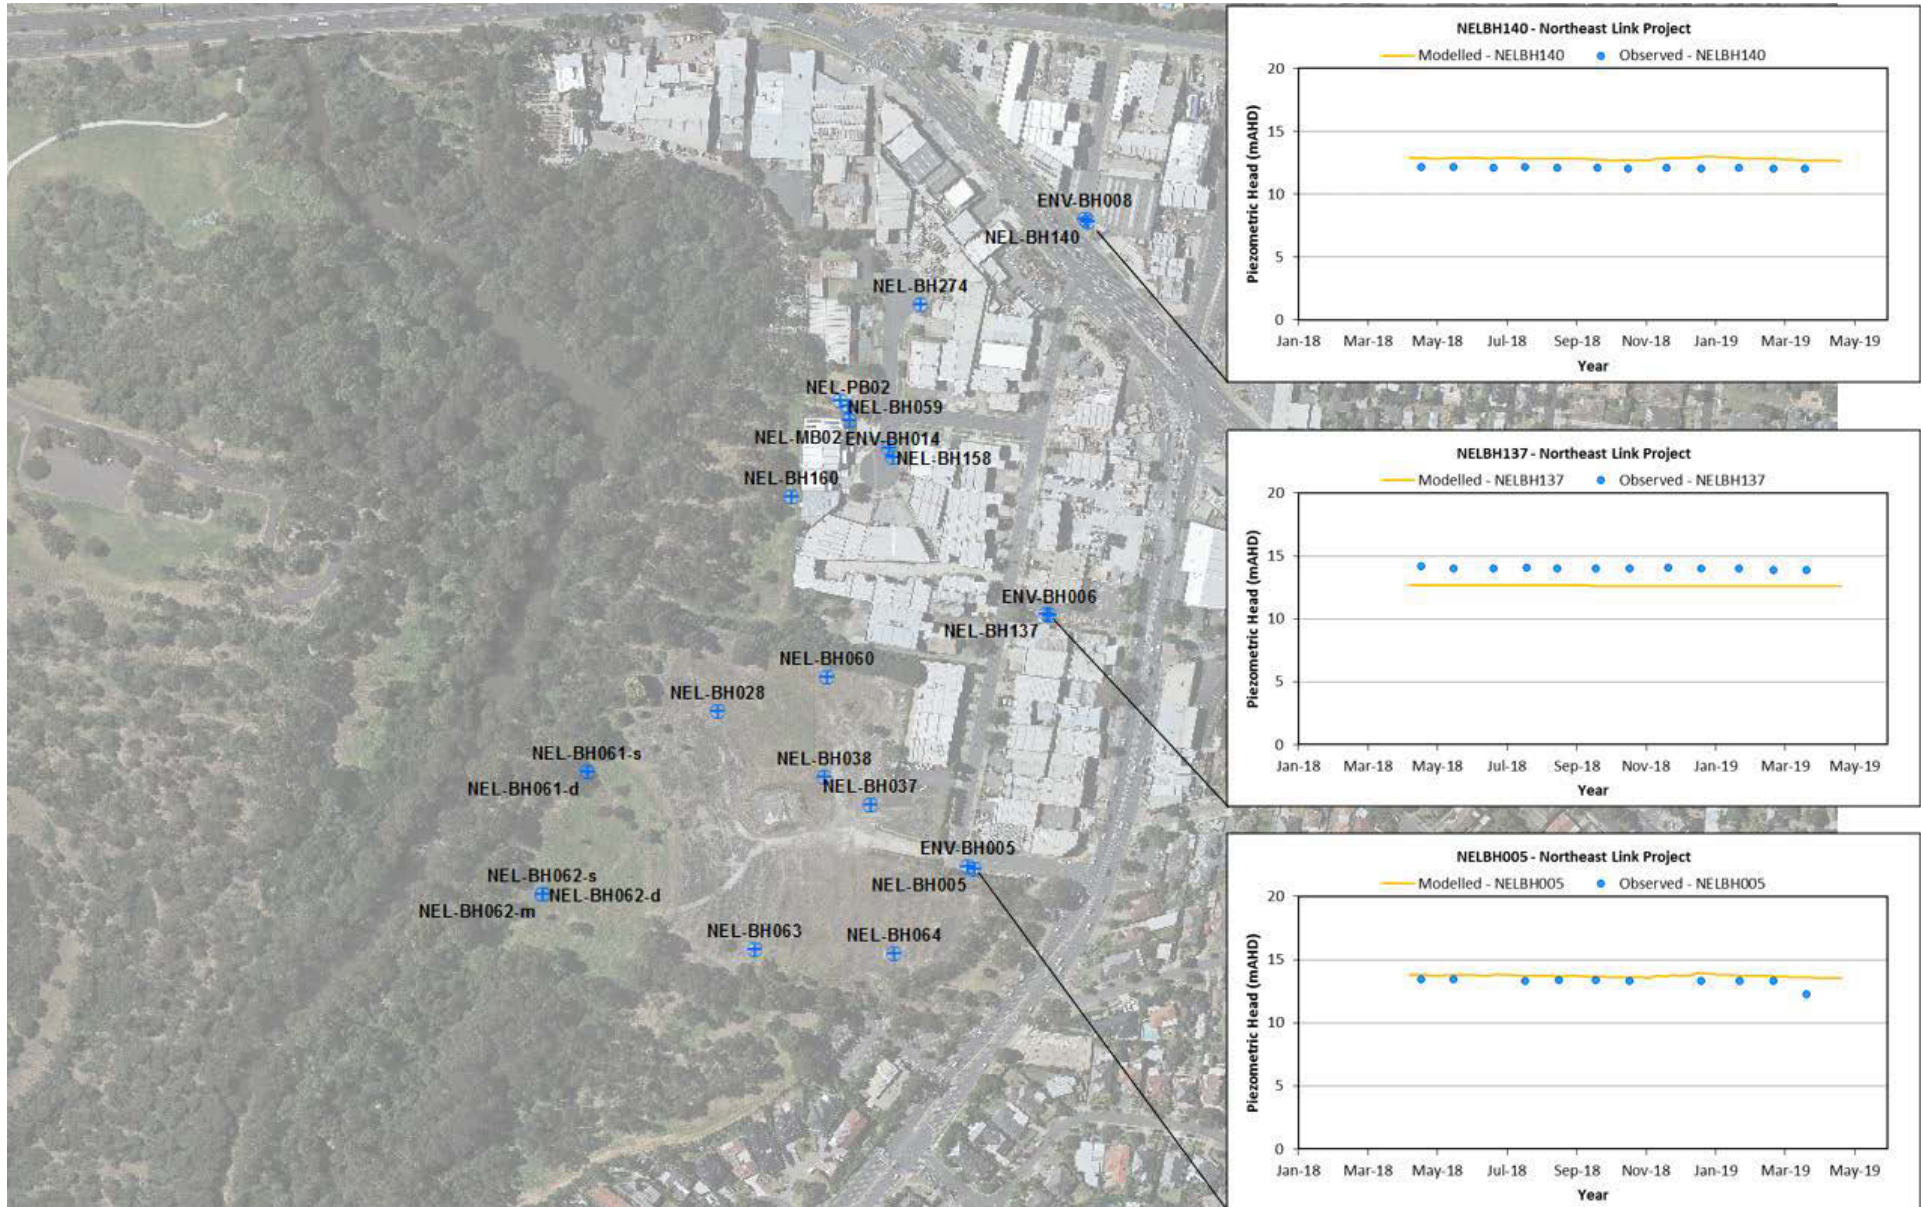 ENV-BH008
NEL-BH140
NEL-BH274
NEL-PB02
NEL-BH059
NEL-MB02
ENV-BH014
NEL-BH158
NEL-BH160
ENV-BH006
NEL-BH137
NEL-BH060
NEL-BH028
NEL-BH061-s
NEL-BH061-d
NEL-BH038
NEL-BH037
ENV-BH005
NEL-BH005
NEL-BH062-s
NEL-BH062-d
NEL-BH062-m
NEL-BH063
NEL-BH064
NELBH140 - Northeast Link Project
Modelled - NELBH140 Observed - NELBH140
Piezometric Head (mAHD)
20
15
10
5
0
Jan-18 Mar-18 May-18 Jul-18 Sep-18 Nov-18 Jan-19 Mar-19 May-19
Year
NELBH137 - Northeast Link Project
Modelled - NELBH137 Observed - NELBH137
Piezometric Head (mAHD)
20
15
10
5
0
Jan-18 Mar-18 May-18 Jul-18 Sep-18 Nov-18 Jan-19 Mar-19 May-19
Year
NELBH005 - Northeast Link Project
Modelled - NELBH005 Observed - NELBH005
Piezometric Head (mAHD)
20
15
10
5
0
Jan-18 Mar-18 May-18 Jul-18 Sep-18 Nov-18 Jan-19 Mar-19 May-19
Year